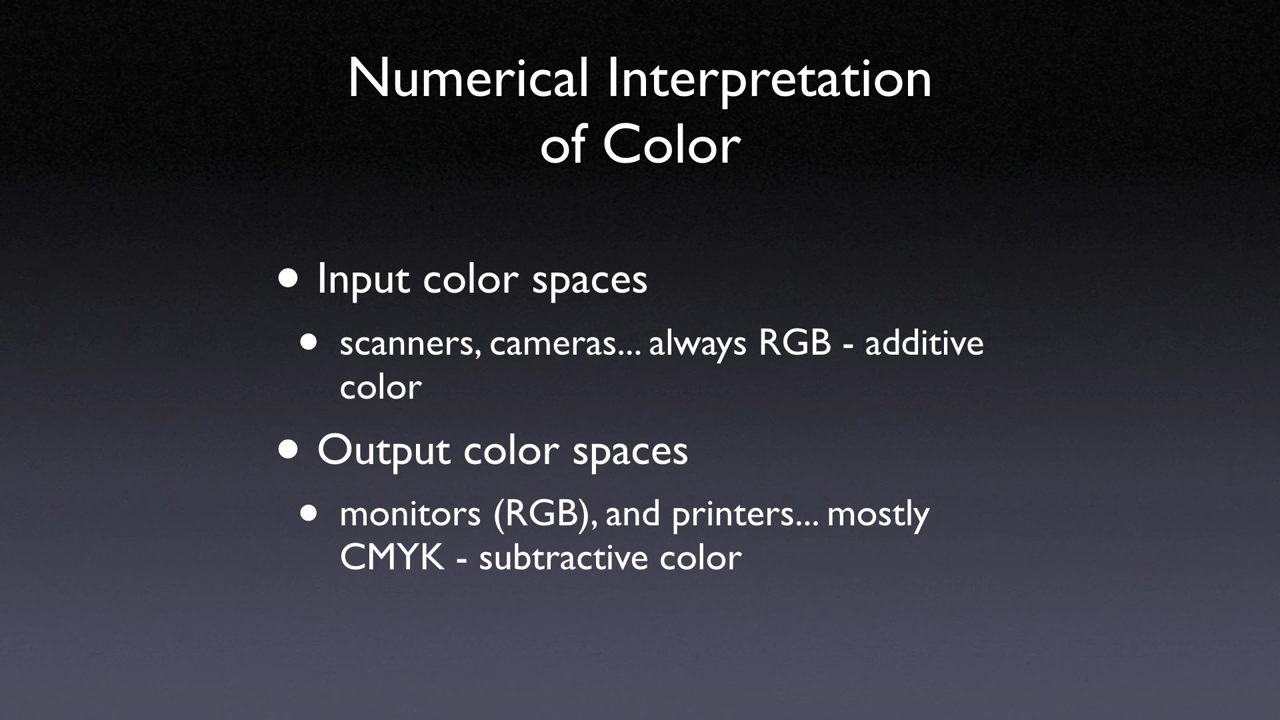 Numerical Interpretation
of Color
• Input color spaces
• scanners, cameras... always RGB - additive
color
• Output color spaces
• monitors (RGB), and printers... mostly
CMYK - subtractive color